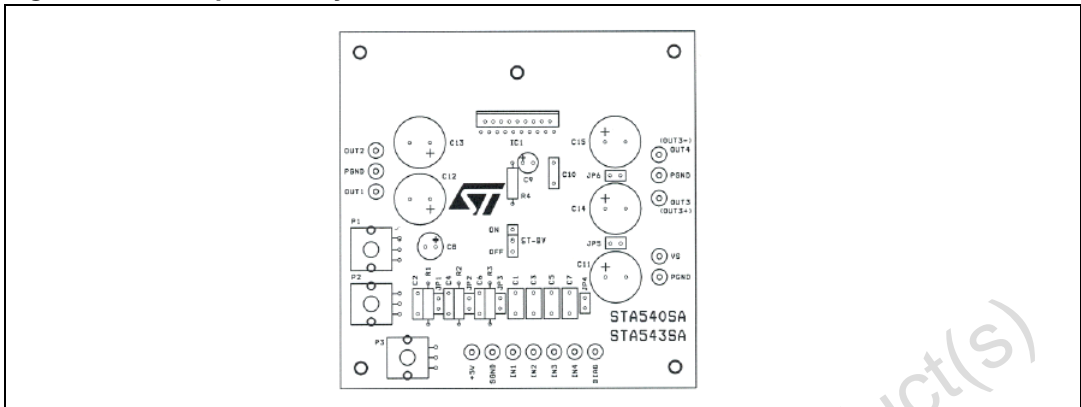 C13
C15
(OUT3-)
OUT4
IC1
OUT2
PGND
OUT1
C9
C10
JP6
PGND
C12
R4
C14
OUT3
(OUT3+)
ST
P1
C8
ON
ST-BY
OFF
JP5
VS
PGND
C11
P2
C2
R1
JP1
C4
R2
JP2
C6
R3
JP3
C1
C3
C5
C7
JP4
STA540SA
STA543SA
P3
+5V
SGND
IN1
IN2
IN3
IN4
DIAG
uct(s)